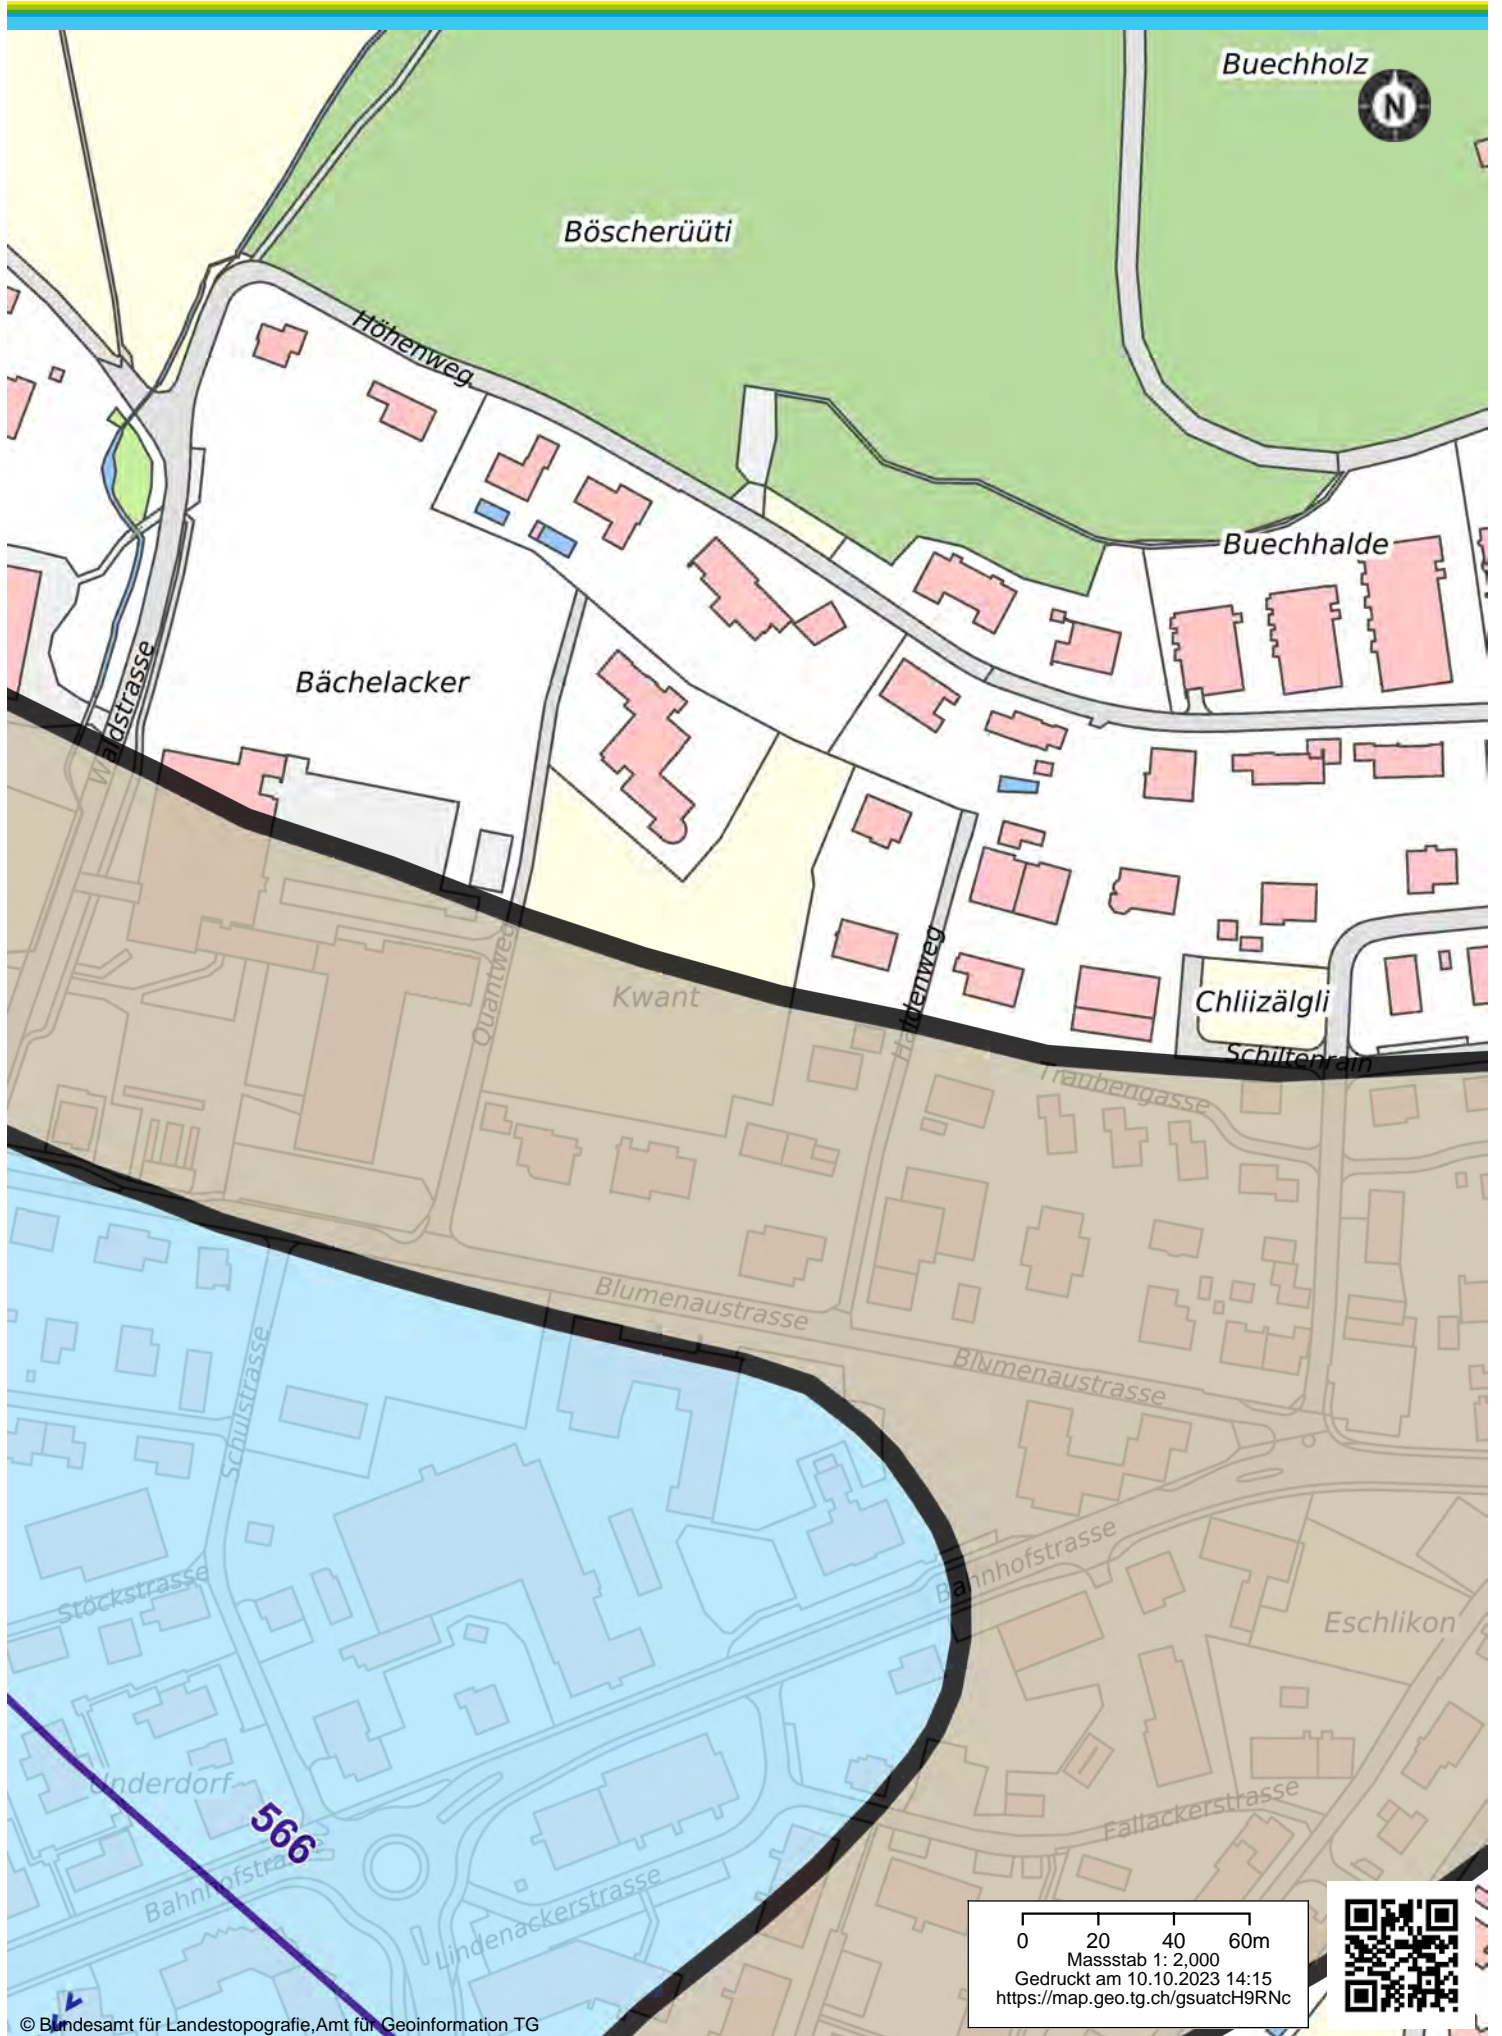 Buechholz
N
Böscherüüti
Höhenweg
Buechhalde
Waldstrasse
Bächelacker
Quantweg
Kwant
Haldenweg
Chliizälgli
Schiltenrain
Traubengasse
Blumenaustrasse
Blumenaustrasse
Schulstrasse
Bahnhofstrasse
Stöckstrasse
Eschlikon
Underdorf
566
Fallackerstrasse
Bahnhofstrasse
Lindenackerstrasse
0 20 40 60m
Massstab 1: 2,000
Gedruckt am 10.10.2023 14:15
https://map.geo.tg.ch/gsuatcH9RNc
© Bundesamt für Landestopografie,Amt für Geoinformation TG